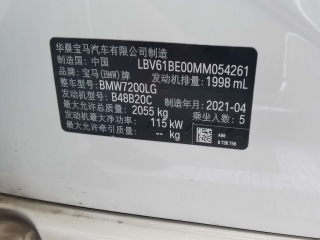 华晨宝马汽车有限公司制造
制造国:中国 LBV61BE00MM054261
品牌:宝马(BMW)牌 发动机排量:1998 mL
整车型号:BMW7200LG
发动机型号:B48B20C 制造年月:2021-04
最大允许总质量:2055 kg 乘坐人数:5
发动机最大净功率:115 kW
最大允许牵引质量: - kg
A96